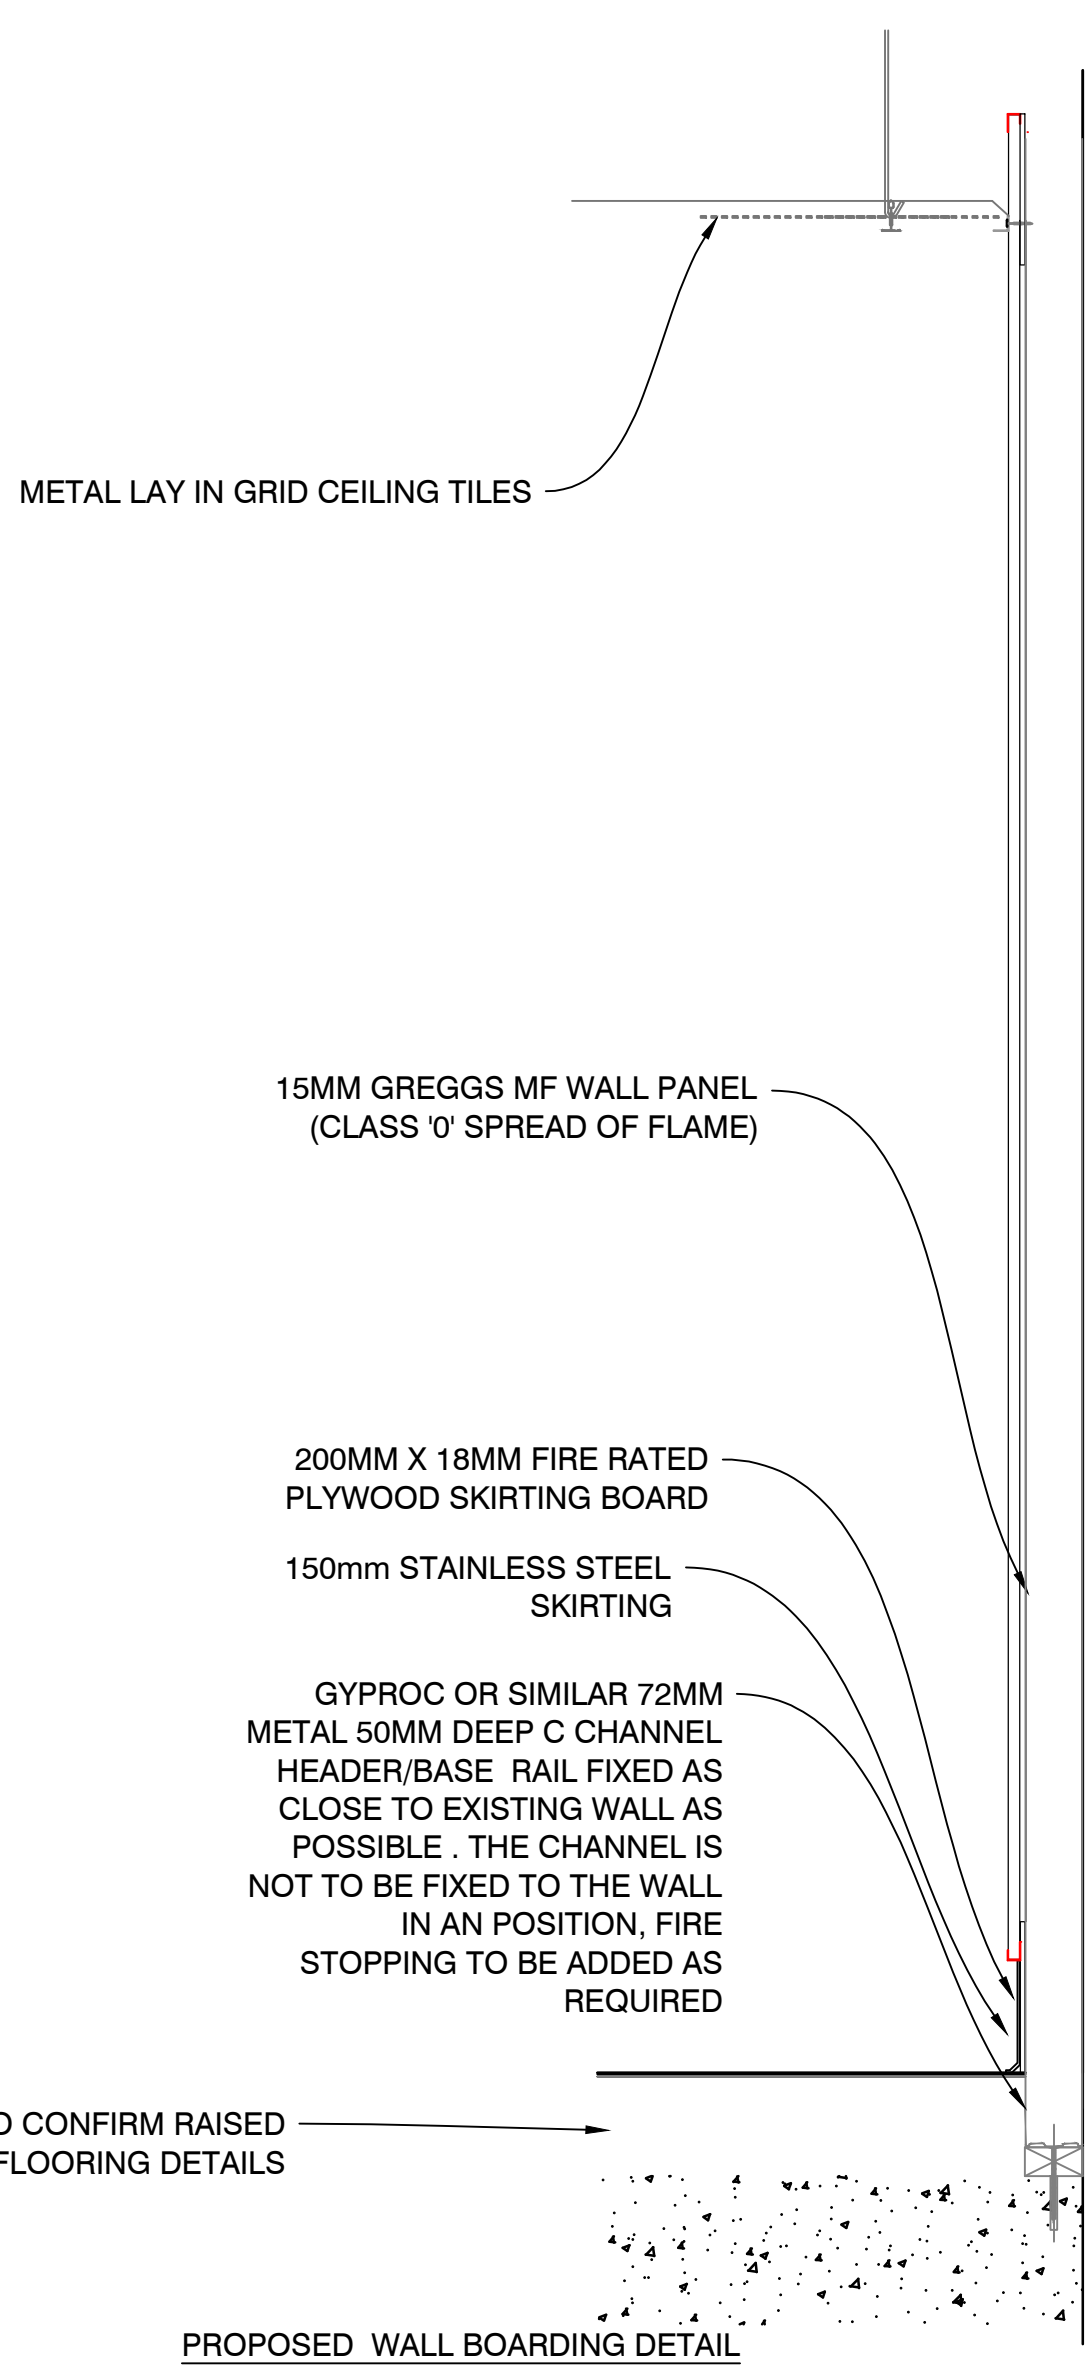 METAL LAY IN GRID CEILING TILES
15MM GREGGS MF WALL PANEL
(CLASS '0' SPREAD OF FLAME)
200MM X 18MM FIRE RATED
PLYWOOD SKIRTING BOARD
150mm STAINLESS STEEL
SKIRTING
GYPROC OR SIMILAR 72MM
METAL 50MM DEEP C CHANNEL
HEADER/BASE  RAIL FIXED AS
CLOSE TO EXISTING WALL AS
POSSIBLE . THE CHANNEL IS
NOT TO BE FIXED TO THE WALL
IN AN POSITION, FIRE
STOPPING TO BE ADDED AS
REQUIRED
CONFIRM RAISED
FLOORING DETAILS
PROPOSED  WALL BOARDING DETAIL